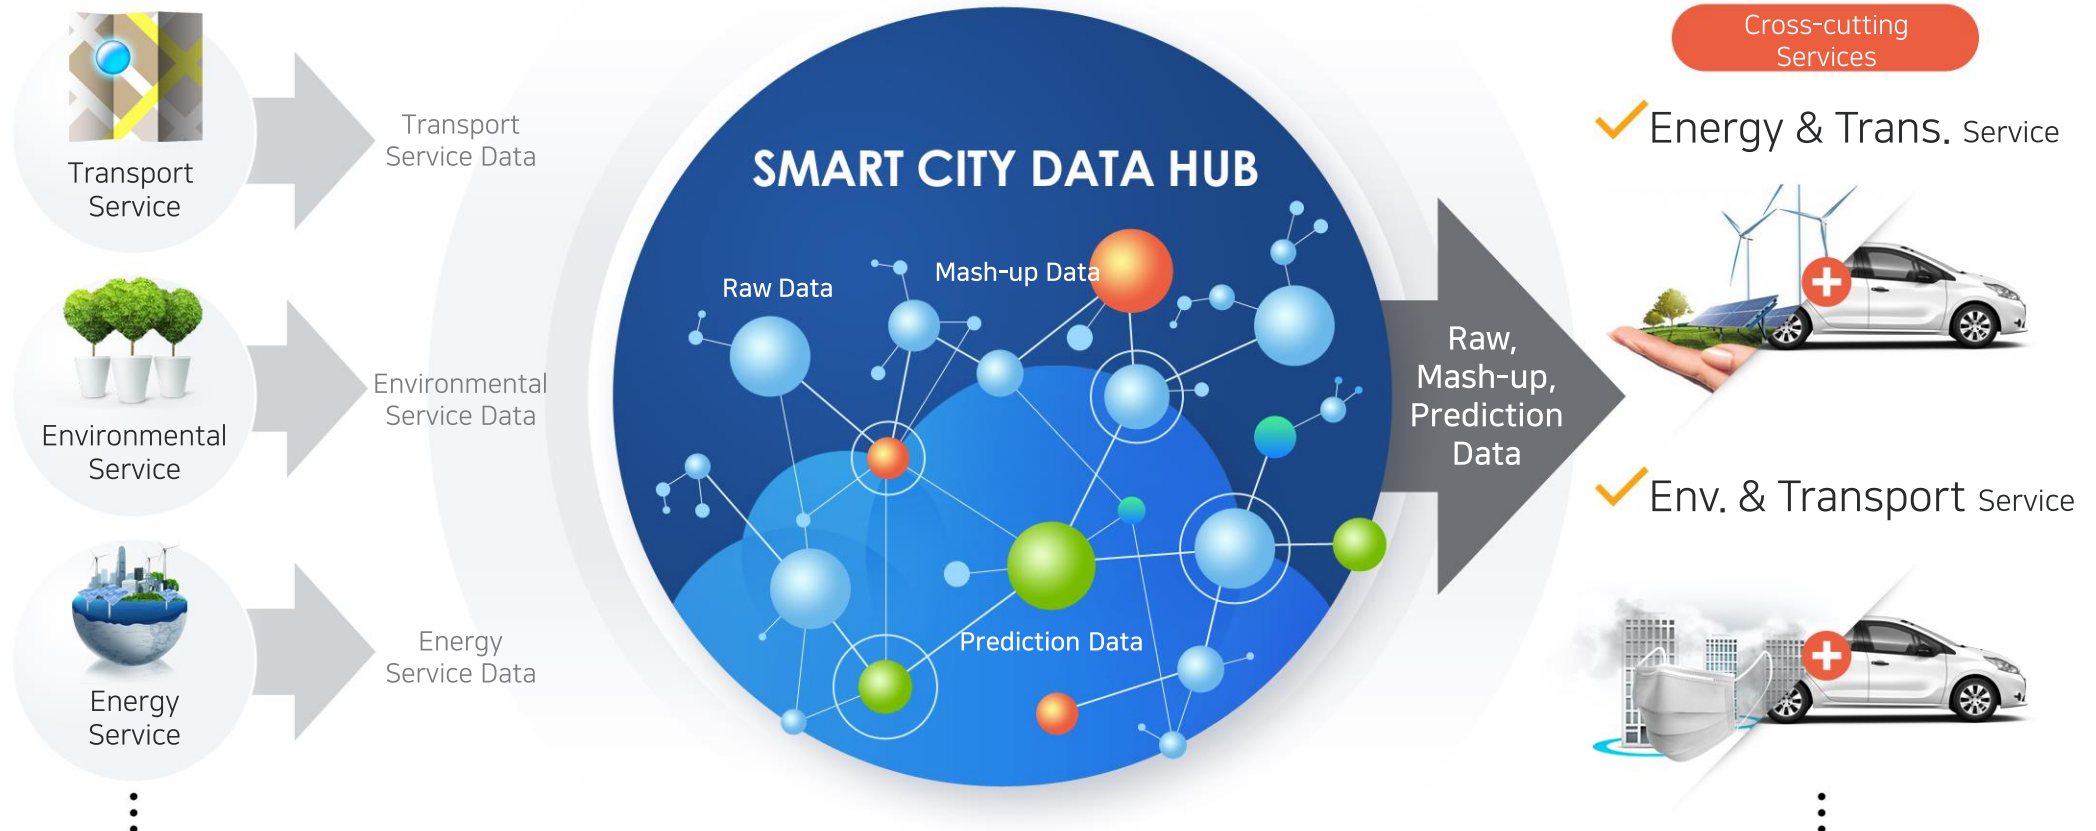 Transport
Service
Transport
Service Data
Environmental
Service
Environmental
Service Data
Energy
Service
Energy
Service Data
SMART CITY DATA HUB
Raw Data
Mash-up Data
Prediction Data
Raw,
Mash-up,
Prediction
Data
Cross-cutting
Services
Energy & Trans. Service
Env. & Transport Service